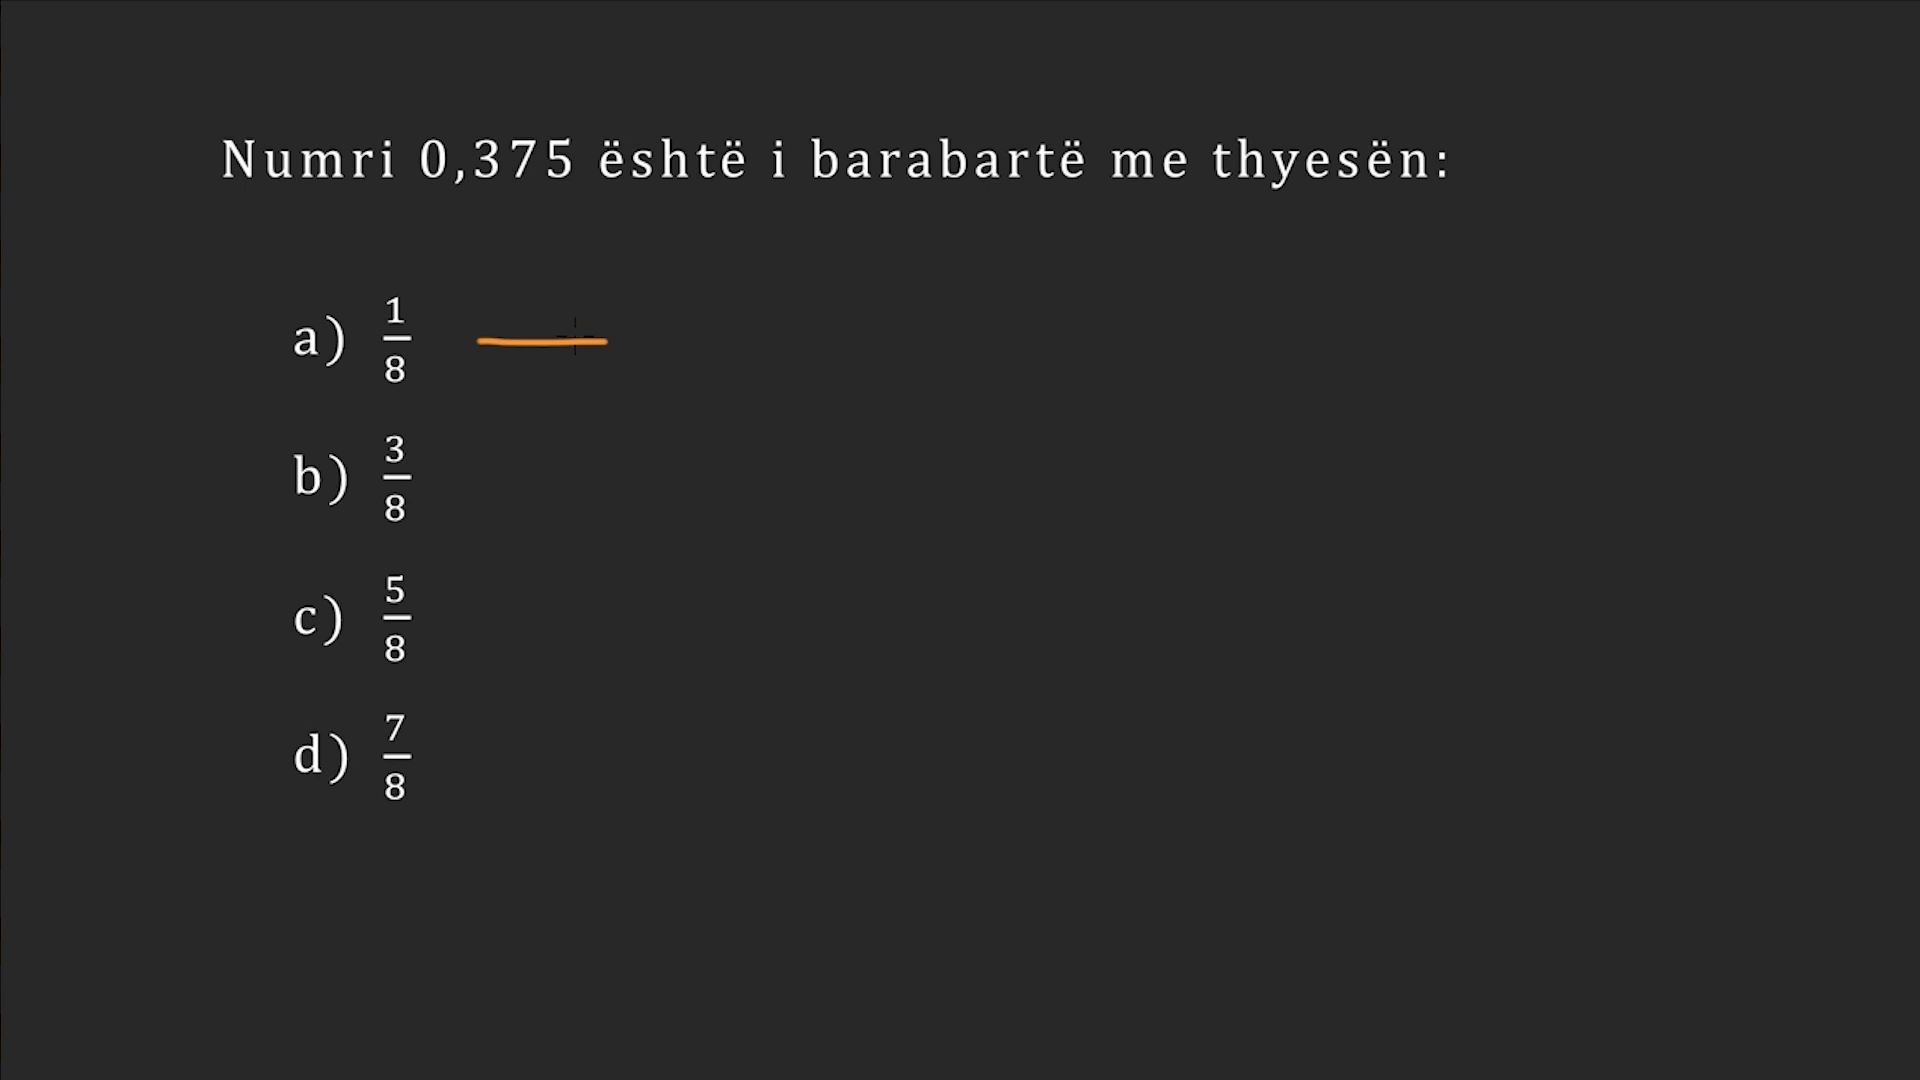 Numri 0,375 është i barabartë me thyesën:
a) 1/8
b) 3/8
c) 5/8
d) 7/8